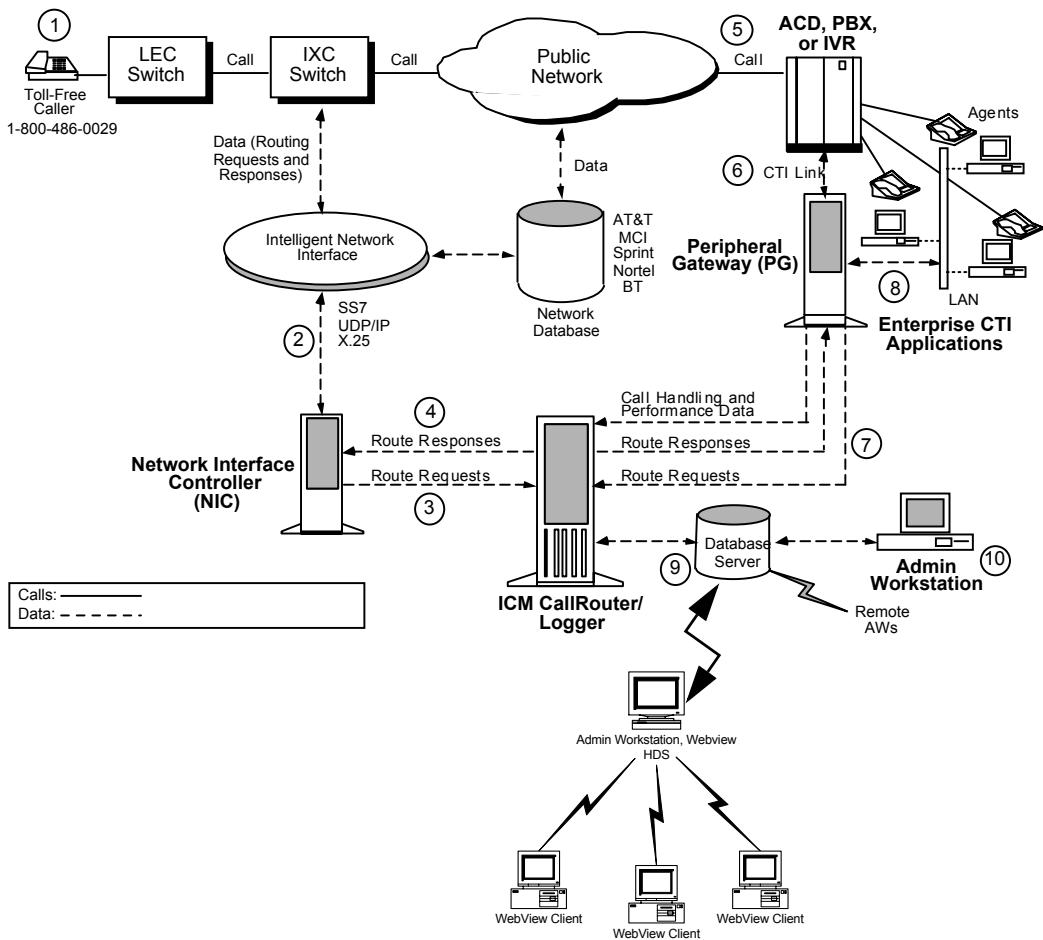 1
LEC
Switch
Call
IXC
Switch
Call
Public
Network
5
Call
ACD, PBX,
or IVR
Toll-Free
Caller
1-800-486-0029
Agents
Data (Routing
Requests and
Responses)
Data
6
CTI Link
Intelligent Network
Interface
AT&T
MCI
Sprint
Nortel
BT
Network
Database
Peripheral
Gateway (PG)
8
LAN
Enterprise CTI
Applications
2
SS7
UDP/IP
X.25
4
Route Responses
Network Interface
Controller
(NIC)
Route Requests
3
Call Handling and
Performance Data
Route Responses
7
Route Requests
ICM CallRouter/
Logger
9
Database
Server
10
Admin
Workstation
Remote
AWs
Calls:
Data:
Admin Workstation, Webview
HDS
WebView Client
WebView Client
WebView Client